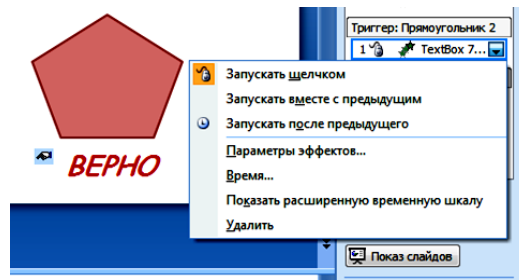 Триггер: Прямоугольник 2
1 TextBox 7...
Запускать щелчком
Запускать вместе с предыдущим
Запускать после предыдущего
Параметры эффектов...
Время...
Показать расширенную временную шкалу
Удалить
ВЕРНО
Показ слайдов